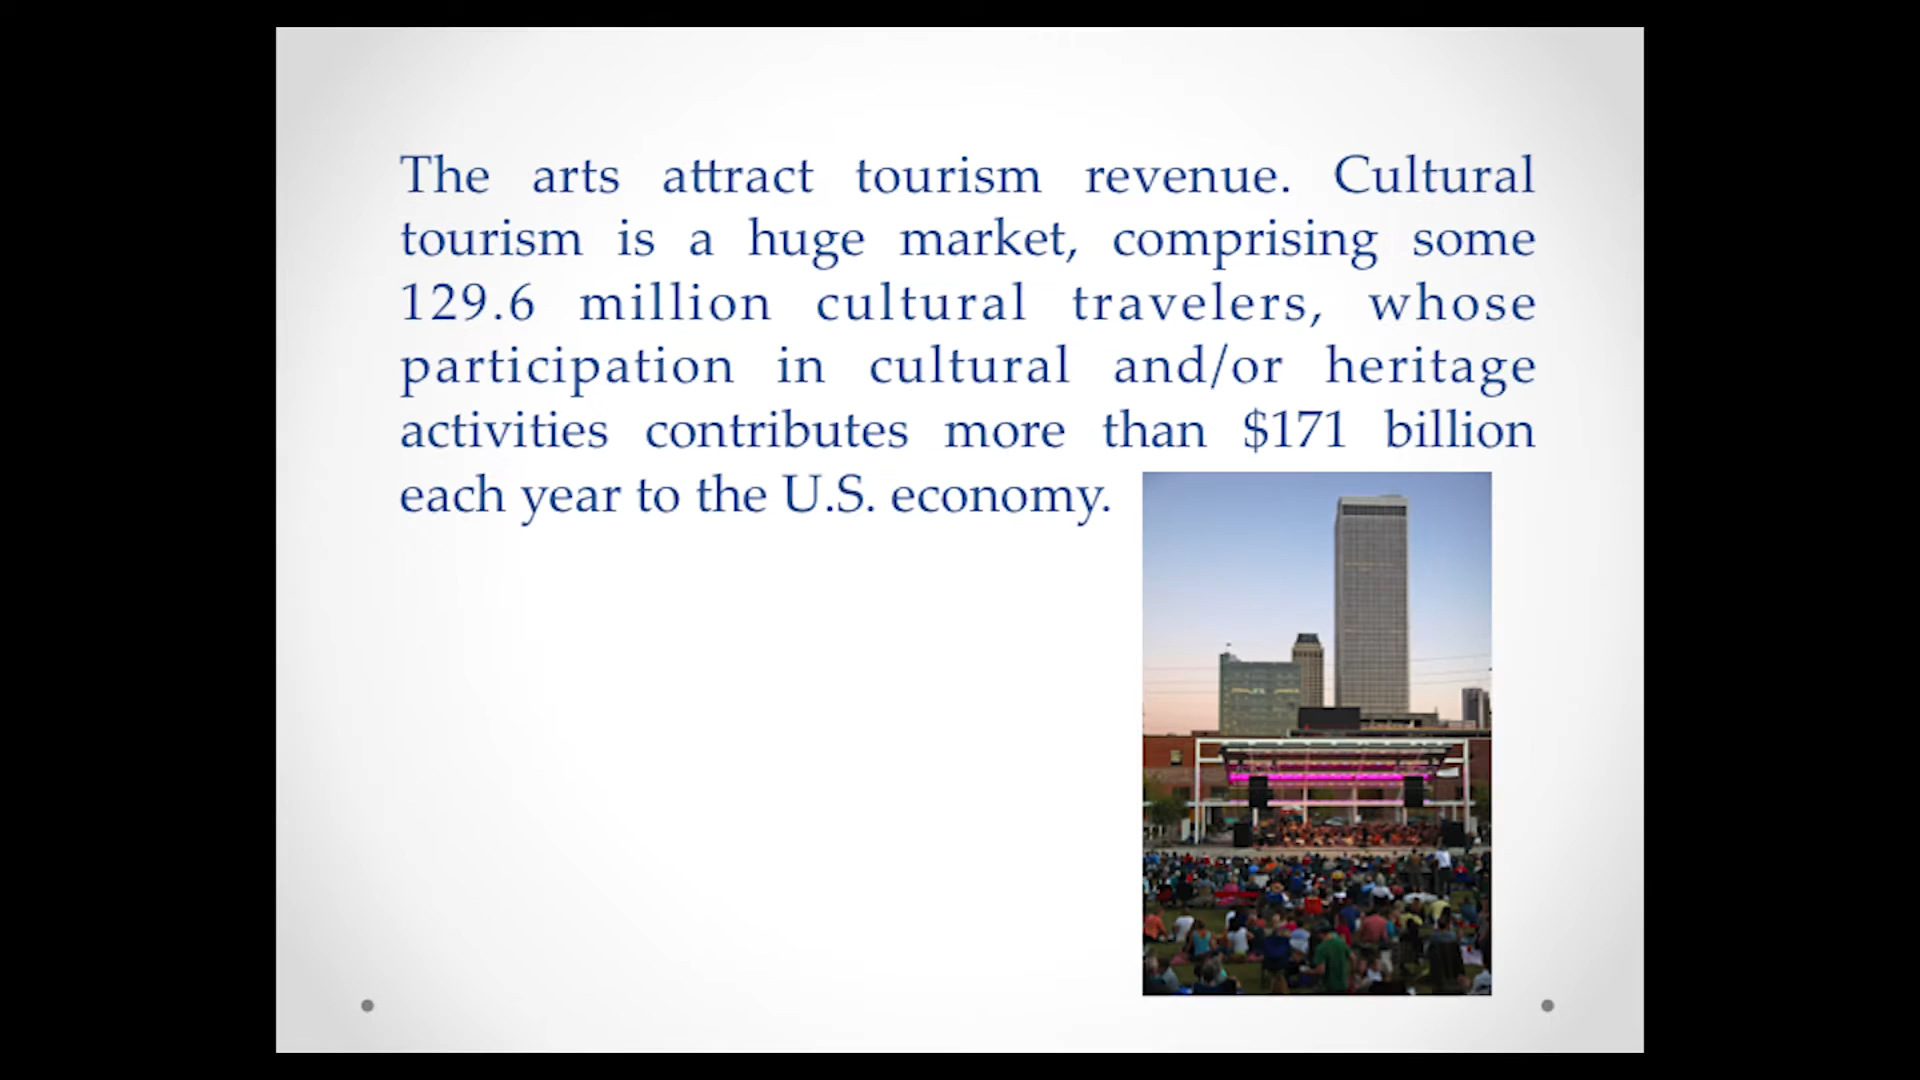 The arts attract tourism revenue. Cultural
tourism is a huge market, comprising some
129.6 million cultural travelers, whose
participation in cultural and/or heritage
activities contributes more than $171 billion
each year to the U.S. economy.